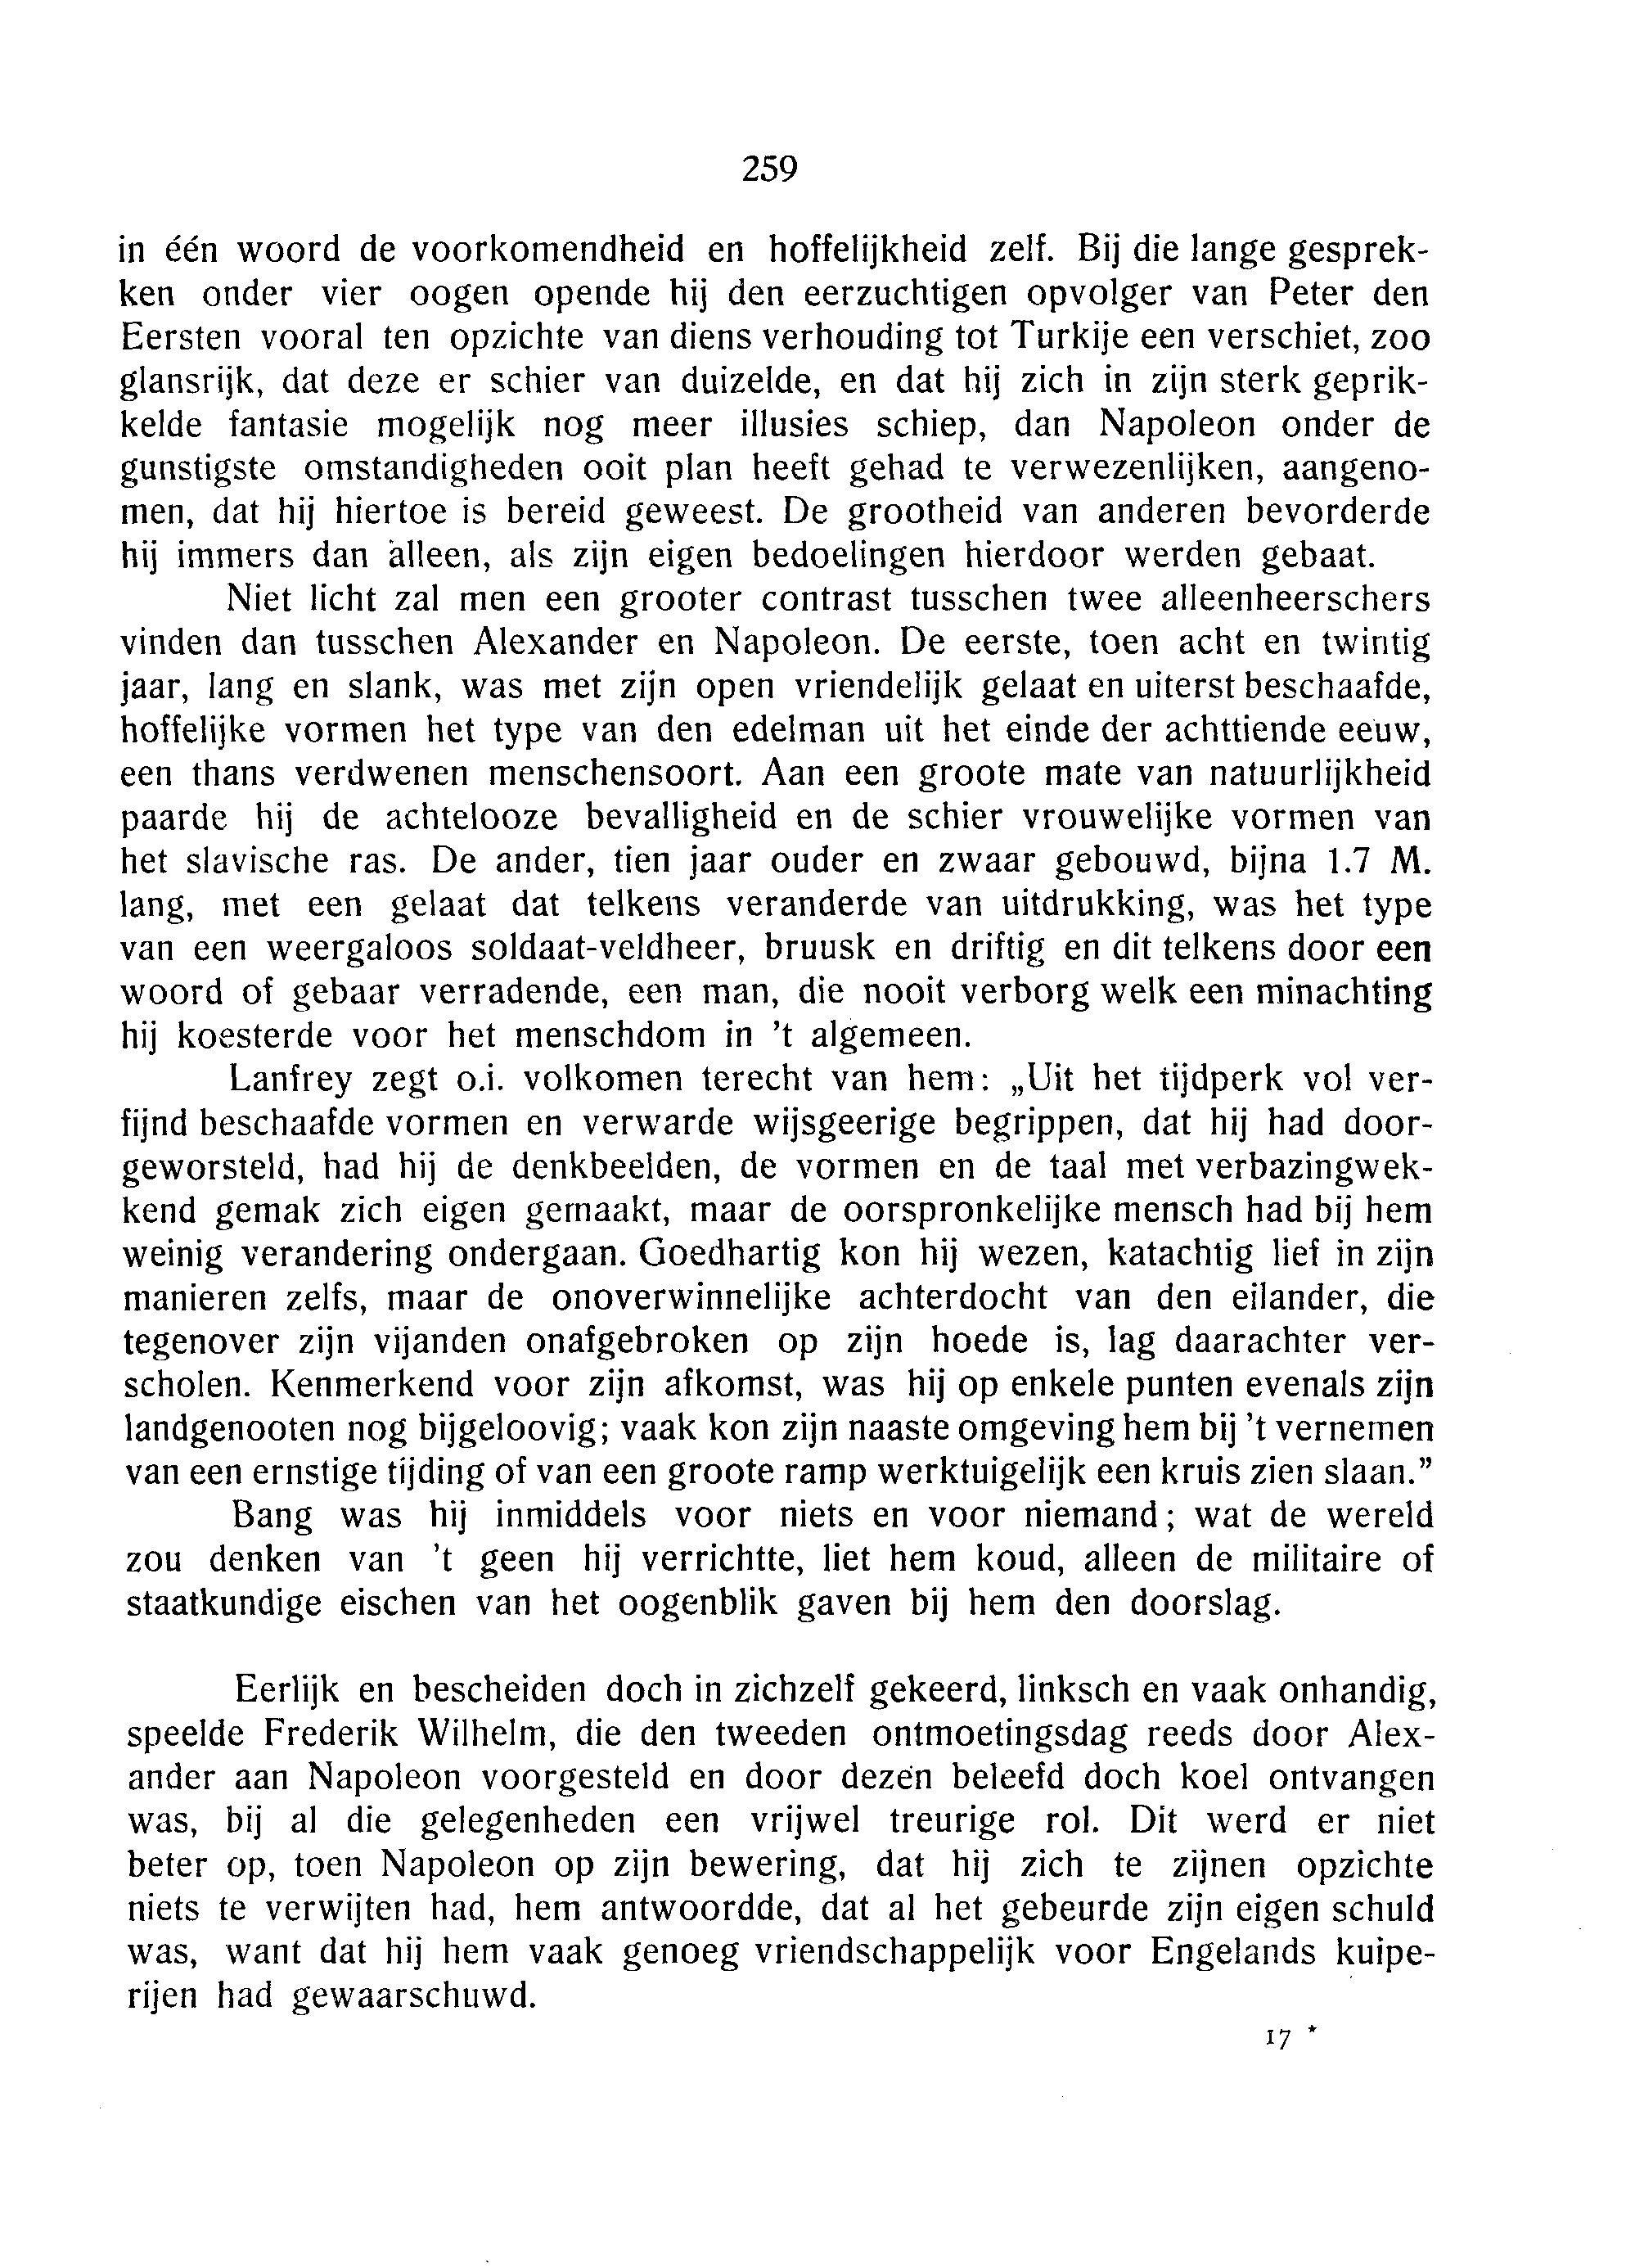 259
in één woord de voorkomendheid en hoffelijkheid zelf. Bij die lange gesprek-
ken onder vier oogen opende hij den eerzuchtigen opvolger van Peter den
Eersten vooral ten opzichte van diens verhouding tot Turkije een verschiet, zoo
glansrijk, dat deze er schier van duizelde, en dat hij zich in zijn sterk geprik-
kelde fantasie mogelijk nog meer illusies schiep, dan Napoleon onder de
gunstigste omstandigheden ooit plan heeft gehad te verwezenlijken, aangeno-
men, dat hij hiertoe is bereid geweest. De grootheid van anderen bevorderde
hij immers dan alleen, als zijn eigen bedoelingen hierdoor werden gebaat.
Niet licht zal men een grooter contrast tusschen twee alleenheerschers
vinden dan tusschen Alexander en Napoleon. De eerste, toen acht en twintig
jaar, lang en slank, was met zijn open vriendelijk gelaat en uiterst beschaafde,
hoffelijke vormen het type van den edelman uit het einde der achttiende eeuw,
een thans verdwenen menschensoort. Aan een groote mate van natuurlijkheid
paarde hij de achtelooze bevalligheid en de schier vrouwelijke vormen van
het slavische ras. De ander, tien jaar ouder en zwaar gebouwd, bijna 1.7 M.
lang, met een gelaat dat telkens veranderde van uitdrukking, was het type
van een weergaloos soldaat-veldheer, bruusk en driftig en dit telkens door een
woord of gebaar verradende, een man, die nooit verborg welk een minachting
hij koesterde voor het menschdom in 't algemeen.
Lanfrey zegt o.i. volkomen terecht van hem: „Uit het tijdperk vol ver-
fijnd beschaafde vormen en verwarde wijsgeerige begrippen, dat hij had door-
geworsteld, had hij de denkbeelden, de vormen en de taal met verbazingwek-
kend gemak zich eigen gemaakt, maar de oorspronkelijke mensch had bij hem
weinig verandering ondergaan. Goedhartig kon hij wezen, katachtig lief in zijn
manieren zelfs, maar de onoverwinnelijke achterdocht van den eilander, die
tegenover zijn vijanden onafgebroken op zijn hoede is, lag daarachter ver-
scholen. Kenmerkend voor zijn afkomst, was hij op enkele punten evenals zijn
landgenooten nog bijgeloovig; vaak kon zijn naaste omgeving hem bij 't vernemen
van een ernstige tijding of van een groote ramp werktuigelijk een kruis zien slaan.”
Bang was hij inmiddels voor niets en voor niemand; wat de wereld
zou denken van 't geen hij verrichtte, liet hem koud, alleen de militaire of
staatkundige eischen van het oogenblik gaven bij hem den doorslag.
Eerlijk en bescheiden doch in zichzelf gekeerd, linksch en vaak onhandig,
speelde Frederik Wilhelm, die den tweeden ontmoetingsdag reeds door Alex-
ander aan Napoleon voorgesteld en door dezen beleefd doch koel ontvangen
was, bij al die gelegenheden een vrijwel treurige rol. Dit werd er niet
beter op, toen Napoleon op zijn bewering, dat hij zich te zijnen opzichte
niets te verwijten had, hem antwoordde, dat al het gebeurde zijn eigen schuld
was, want dat hij hem vaak genoeg vriendschappelijk voor Engelands kuipe-
rijen had gewaarschuwd.
17 *